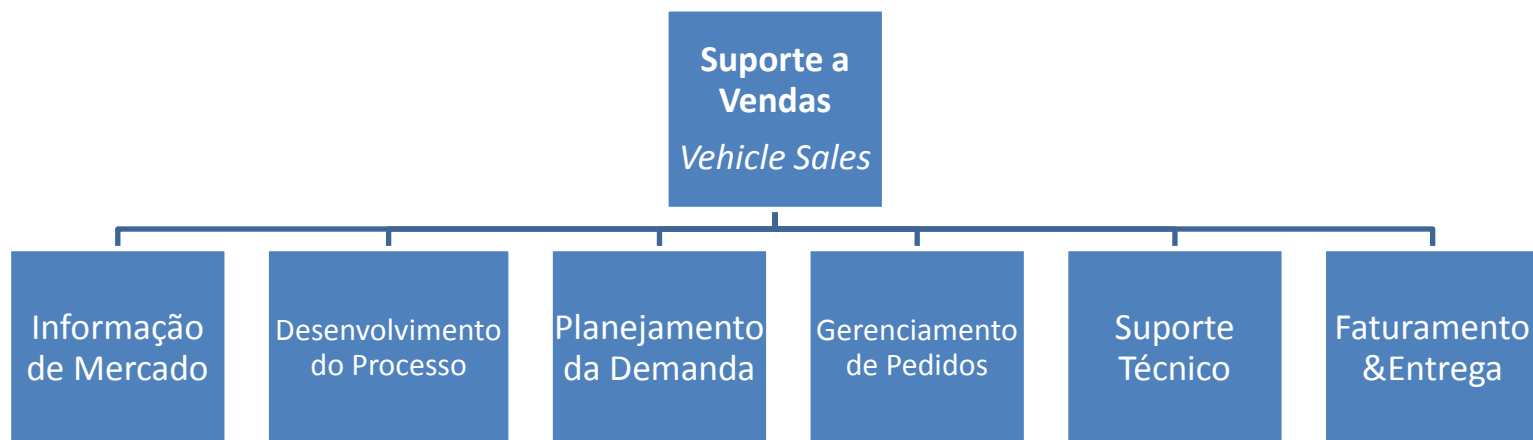 Suporte a
Vendas
Vehicle Sales
Informação
de Mercado
Desenvolvimento
do Processo
Planejamento
da Demanda
Gerenciamento
de Pedidos
Suporte
Técnico
Faturamento
&Entrega